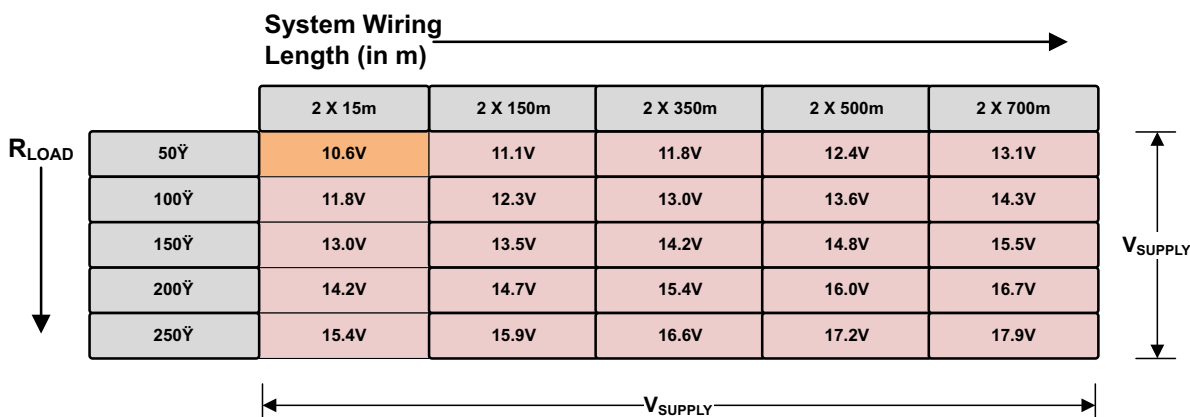 System Wiring
Length (in m)
2 X 15m 2 X 150m 2 X 350m 2 X 500m 2 X 700m
RLOAD
50Ÿ 10.6V 11.1V 11.8V 12.4V 13.1V
100Ÿ 11.8V 12.3V 13.0V 13.6V 14.3V
150Ÿ 13.0V 13.5V 14.2V 14.8V 15.5V
VSUPPLY
200Ÿ 14.2V 14.7V 15.4V 16.0V 16.7V
250Ÿ 15.4V 15.9V 16.6V 17.2V 17.9V
VSUPPLY